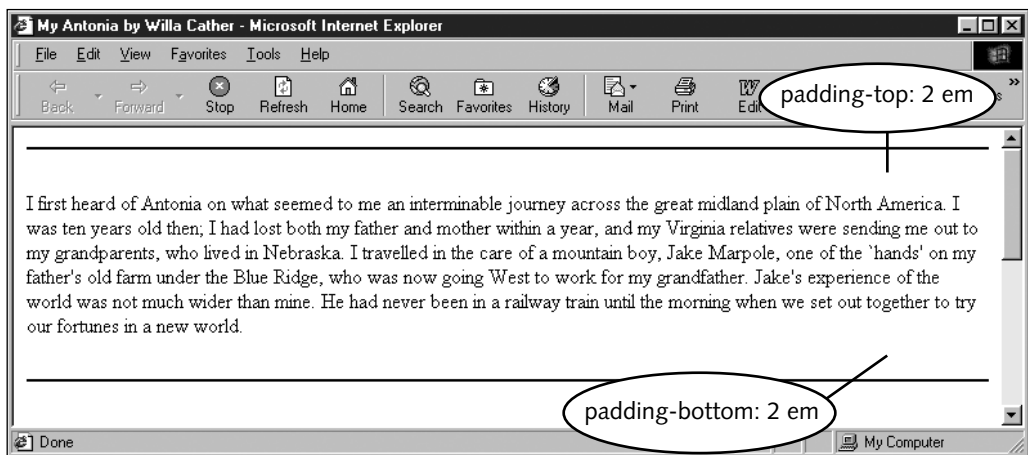 My Antonia by Willa Cather - Microsoft Internet Explorer
File Edit View Favorites Tools Help
Back Forward Stop Refresh Home Search Favorites History Mail Print Edit
padding-top: 2 em
I first heard of Antonia on what seemed to me an interminable journey across the great midland plain of North America. I
was ten years old then; I had lost both my father and mother within a year, and my Virginia relatives were sending me out to
my grandparents, who lived in Nebraska. I travelled in the care of a mountain boy, Jake Marpole, one of the `hands' on my
father's old farm under the Blue Ridge, who was now going West to work for my grandfather. Jake's experience of the
world was not much wider than mine. He had never been in a railway train until the morning when we set out together to try
our fortunes in a new world.
padding-bottom: 2 em
Done My Computer